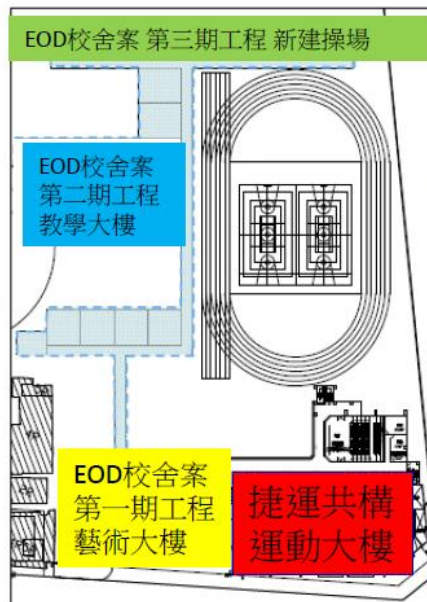 EOD校舍案 第三期工程 新建操場
EOD校舍案
第二期工程
教學大樓
EOD校舍案
第一期工程
藝術大樓
捷運共構
運動大樓